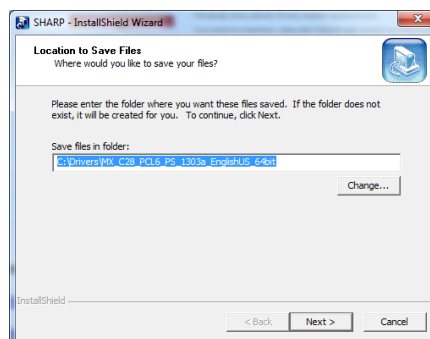 SHARP - InstallShield Wizard
Location to Save Files
Where would you like to save your files?
Please enter the folder where you want these files saved. If the folder does not
exist, it will be created for you. To continue, click Next.
Save files in folder:
C:\Drivers\MX_C28_PCL6_PS_1303a_EnglishUS_64bit
Change...
InstallShield
< Back Next > Cancel